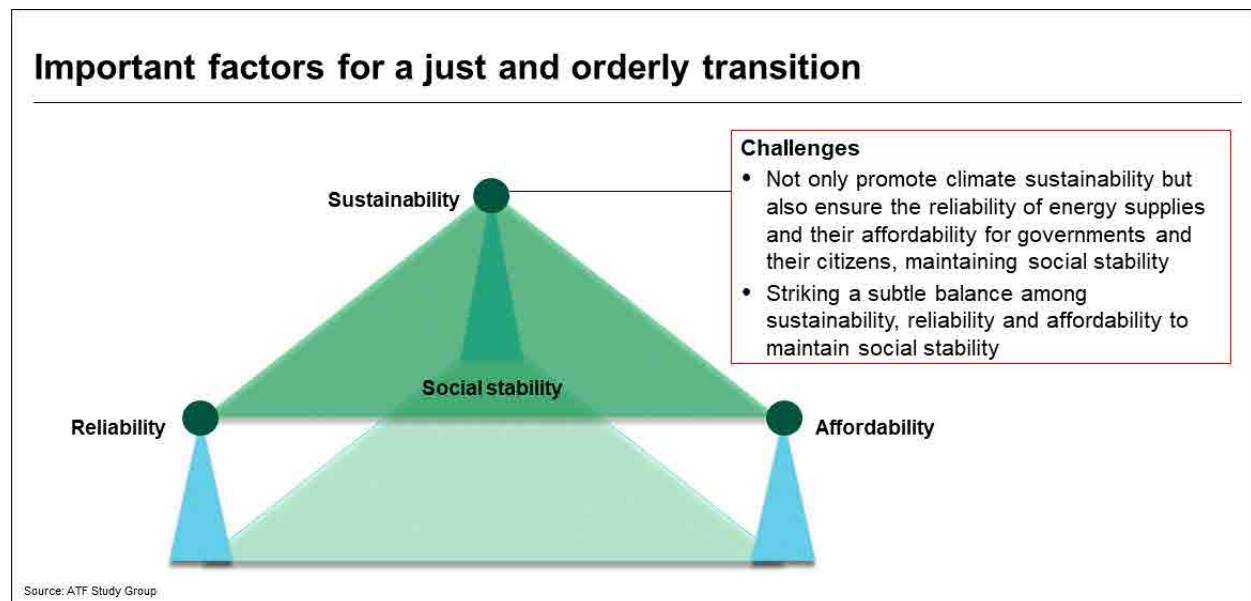 Important factors for a just and orderly transition
Sustainability
Challenges
• Not only promote climate sustainability but
also ensure the reliability of energy supplies
and their affordability for governments and
their citizens, maintaining social stability
• Striking a subtle balance among
sustainability, reliability and affordability to
maintain social stability
Social stability
Reliability
Affordability
Source: ATF Study Group